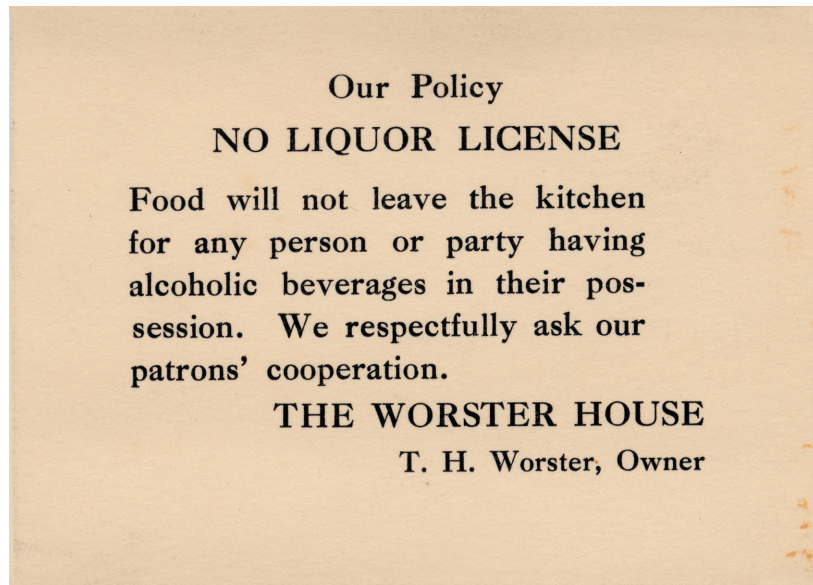 Our Policy
NO LIQUOR LICENSE
Food will not leave the kitchen
for any person or party having
alcoholic beverages in their pos-
session. We respectfully ask our
patrons' cooperation.
THE WORSTER HOUSE
T. H. Worster, Owner